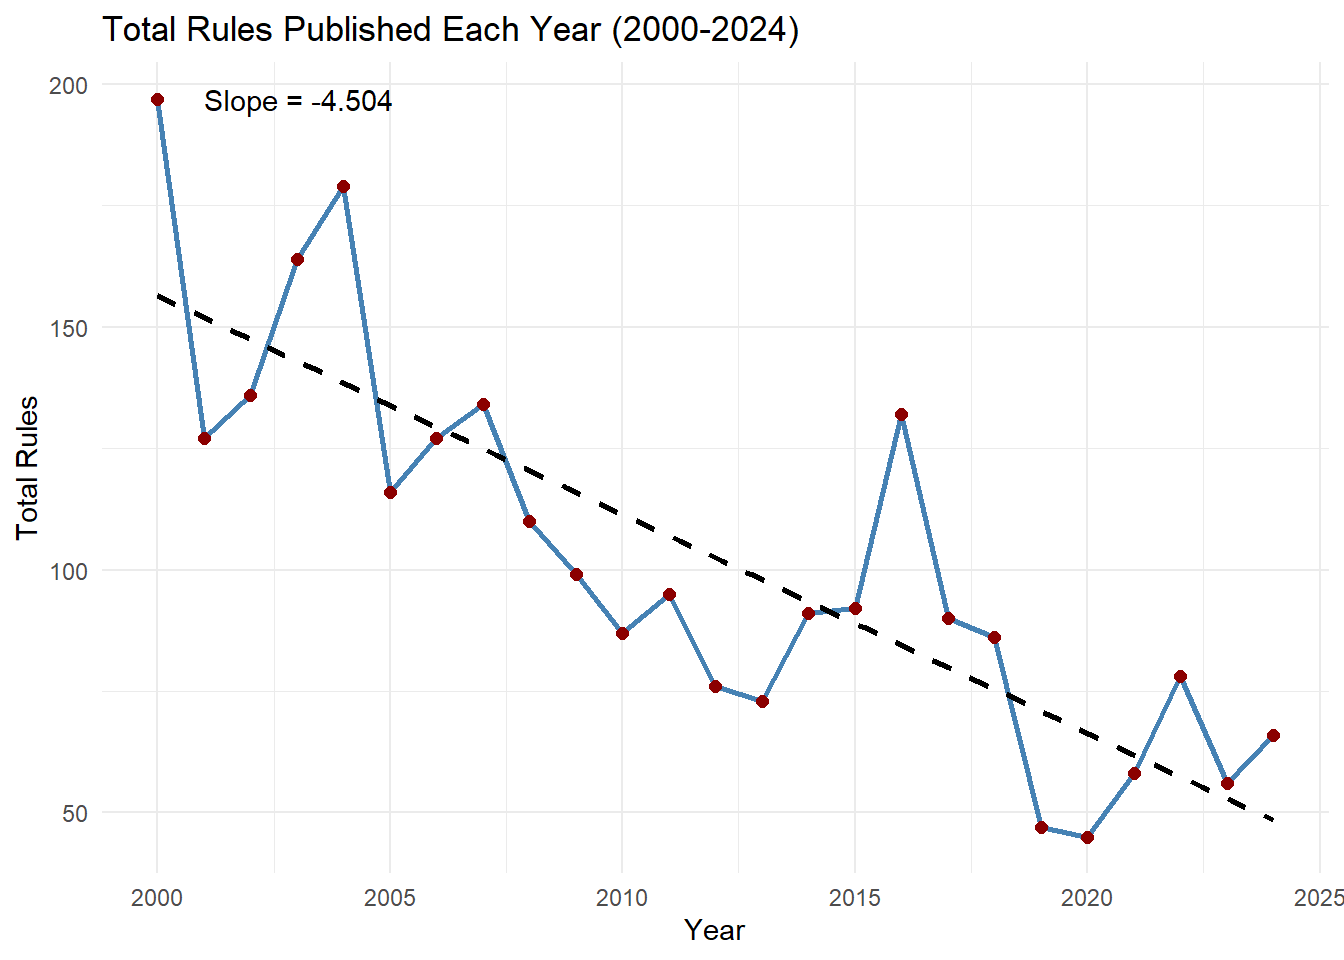 Total Rules Published Each Year (2000-2024)
200
Slope = -4.504
150
Total Rules
100
50
2000 2005 2010 2015 2020 2025
Year